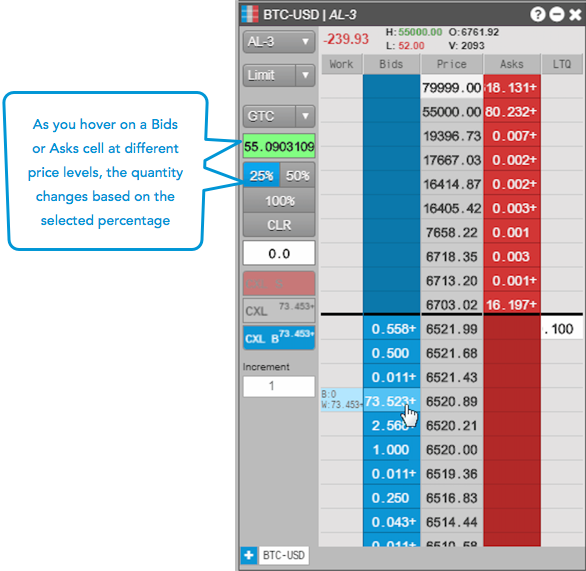 BTC-USD | AL-3
AL-3
-239.93
H: 55000.00 O:6761.92
L: 52.00 V: 2093
Limit
Work Bids Price Asks LTQ
79999.00 18.131+
GTC
55000.00 80.232+
As you hover on a Bids
or Asks cell at different
price levels, the quantity
changes based on the
selected percentage
55.0903109
19396.73 0.007+
17667.03 0.002+
25% 50%
16414.87 0.002+
100%
16405.42 0.003+
CLR
7658.22 0.001
0.0
6718.35 0.003
6713.20 0.001+
CXL 73.453+
6703.02 16.197+
CXL B 73.453+
0.558+ 6521.99 .100
0.500 6521.68
Increment
0.011+ 6521.43
1
B:0
W:73.453+
73.523+ 6520.89
2.568+ 6520.21
1.000 6520.00
0.011+ 6519.36
0.250 6516.83
0.043+ 6514.44
0.011+ 6510.58
BTC-USD